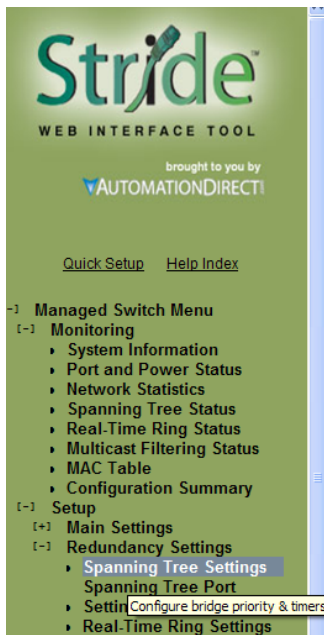 Stride™
WEB INTERFACE TOOL
brought to you by
AUTOMATIONDIRECT
Quick Setup Help Index
-] Managed Switch Menu
[-] Monitoring
System Information
Port and Power Status
Network Statistics
Spanning Tree Status
Real-Time Ring Status
Multicast Filtering Status
MAC Table
Configuration Summary
[-] Setup
[+] Main Settings
[-] Redundancy Settings
Spanning Tree Settings
Spanning Tree Port
Settin
Configure bridge priority & timers
Real-Time Ring Settings